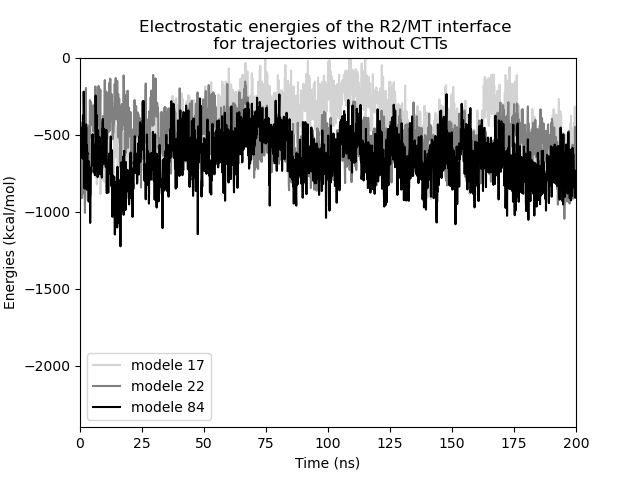 Electrostatic energies of the R2/MT interface
for trajectories without CTTs
0
−500
−1000
−1500
−2000
Energies (kcal/mol)
modele 17
modele 22
modele 84
0 25 50 75 100 125 150 175 200
Time (ns)